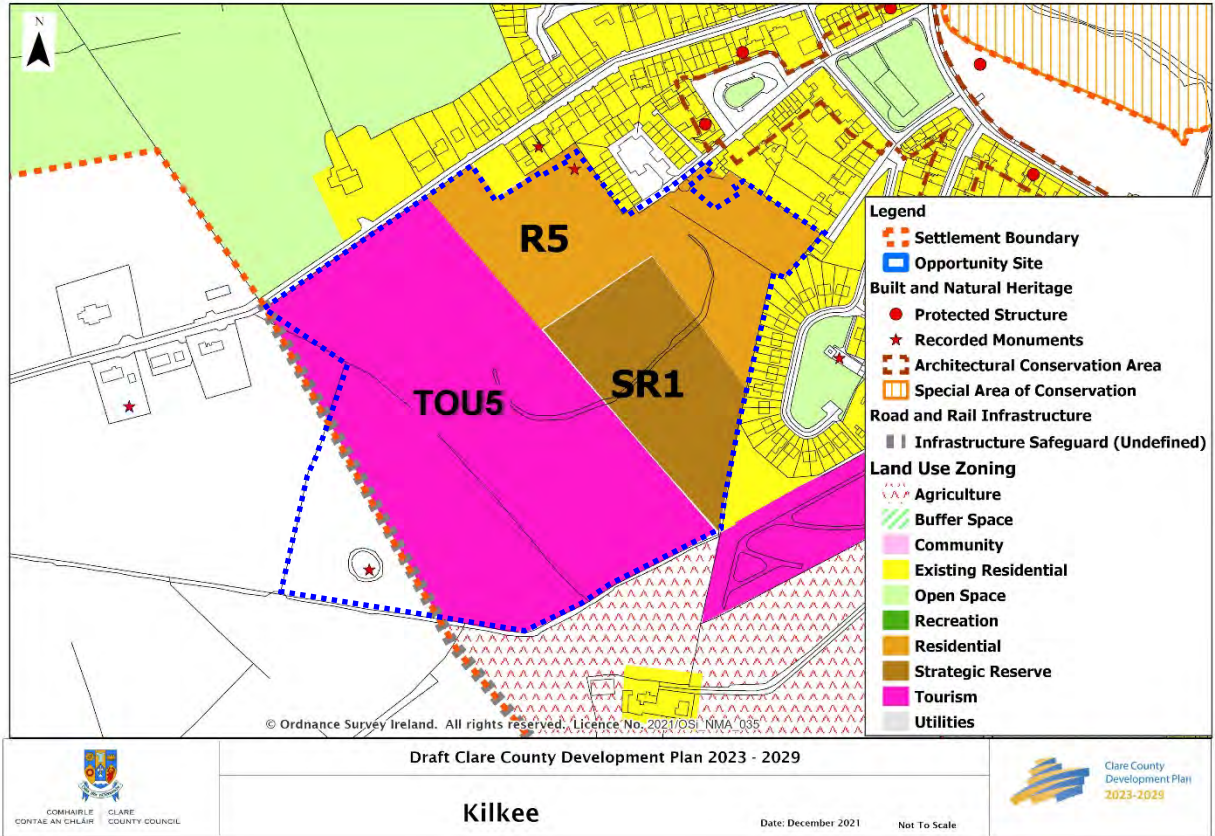 N
R5
SR1
TOU5
Legend
Settlement Boundary
Opportunity Site
Built and Natural Heritage
Protected Structure
Recorded Monuments
Architectural Conservation Area
Special Area of Conservation
Road and Rail Infrastructure
Infrastructure Safeguard (Undefined)
Land Use Zoning
Agriculture
Buffer Space
Community
Existing Residential
Open Space
Recreation
Residential
Strategic Reserve
Tourism
Utilities
© Ordnance Survey Ireland. All rights reserved. Licence No. 2021/OSi_NMA_035
COMHAIRLE CLARE
CONTAE AN CHLÁIR COUNTY COUNCIL
Draft Clare County Development Plan 2023 - 2029
Kilkee
Date: December 2021
Not To Scale
Clare County
Development Plan
2023-2029